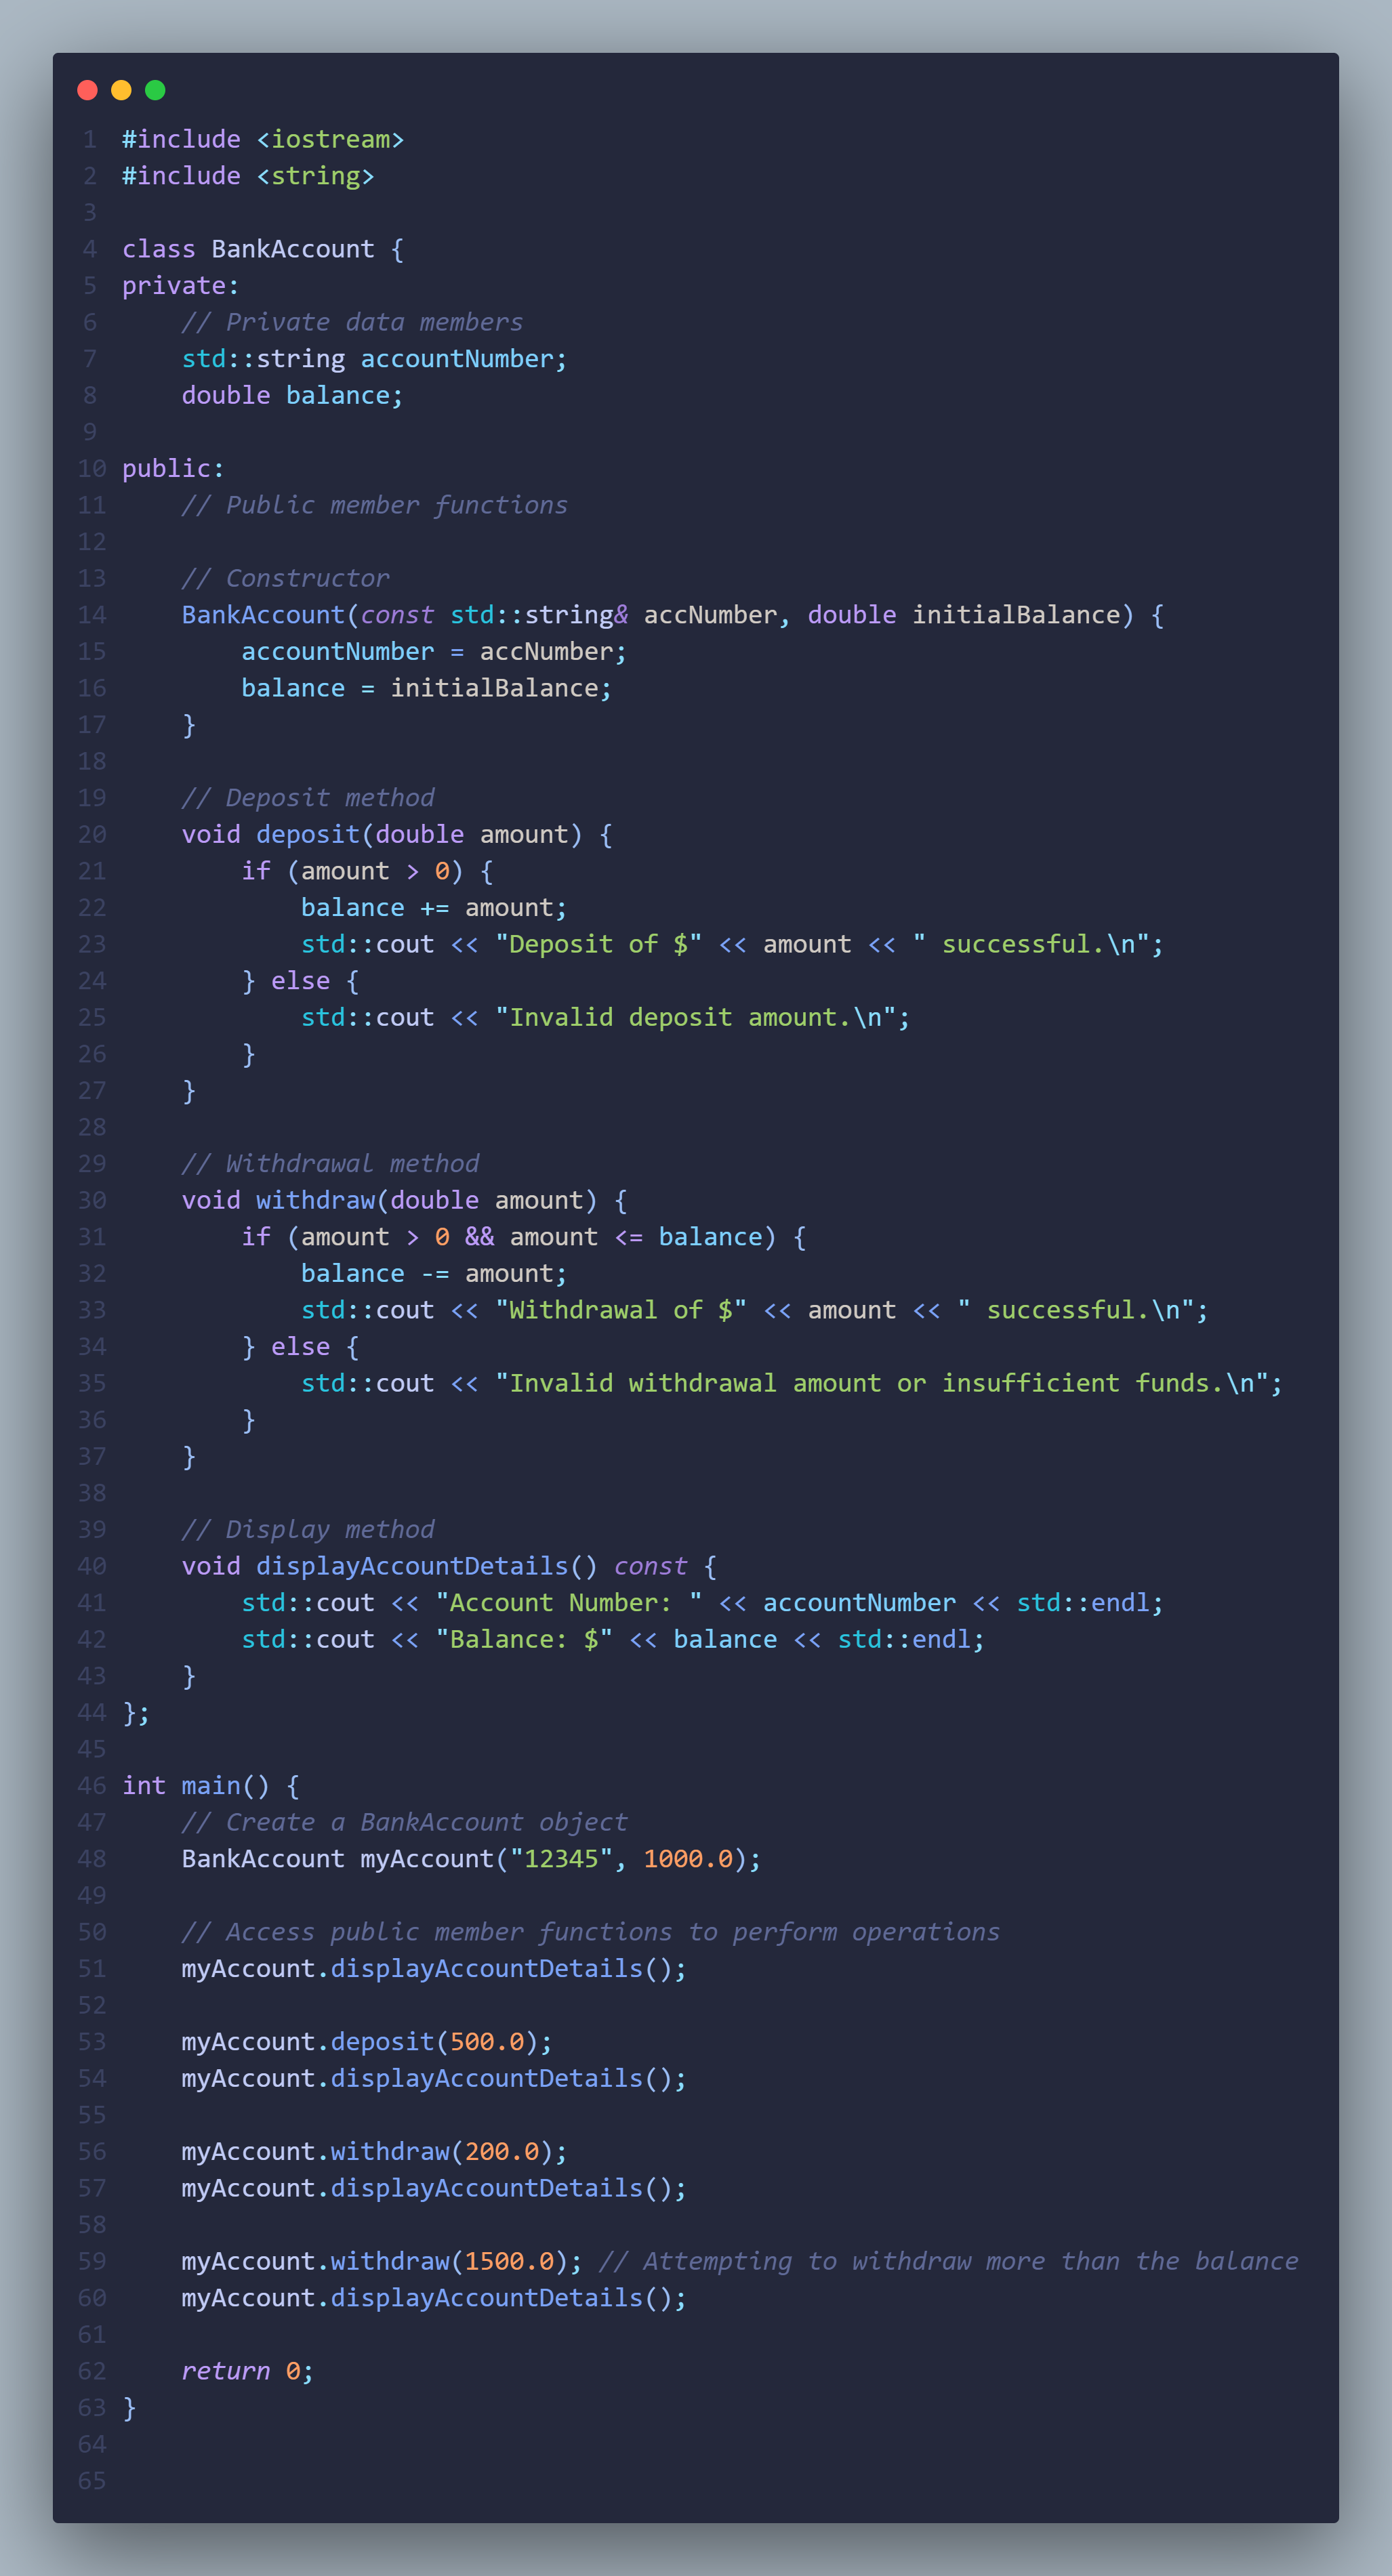 1 #include <iostream>
2 #include <string>
3
4 class BankAccount {
5 private:
6     // Private data members
7     std::string accountNumber;
8     double balance;
9
10 public:
11     // Public member functions
12
13     // Constructor
14     BankAccount(const std::string& accNumber, double initialBalance) {
15         accountNumber = accNumber;
16         balance = initialBalance;
17     }
18
19     // Deposit method
20     void deposit(double amount) {
21         if (amount > 0) {
22             balance += amount;
23             std::cout << "Deposit of $" << amount << " successful.\n";
24         } else {
25             std::cout << "Invalid deposit amount.\n";
26         }
27     }
28
29     // Withdrawal method
30     void withdraw(double amount) {
31         if (amount > 0 && amount <= balance) {
32             balance -= amount;
33             std::cout << "Withdrawal of $" << amount << " successful.\n";
34         } else {
35             std::cout << "Invalid withdrawal amount or insufficient funds.\n";
36         }
37     }
38
39     // Display method
40     void displayAccountDetails() const {
41         std::cout << "Account Number: " << accountNumber << std::endl;
42         std::cout << "Balance: $" << balance << std::endl;
43     }
44 };
45
46 int main() {
47     // Create a BankAccount object
48     BankAccount myAccount("12345", 1000.0);
49
50     // Access public member functions to perform operations
51     myAccount.displayAccountDetails();
52
53     myAccount.deposit(500.0);
54     myAccount.displayAccountDetails();
55
56     myAccount.withdraw(200.0);
57     myAccount.displayAccountDetails();
58
59     myAccount.withdraw(1500.0); // Attempting to withdraw more than the balance
60     myAccount.displayAccountDetails();
61
62     return 0;
63 }
64
65